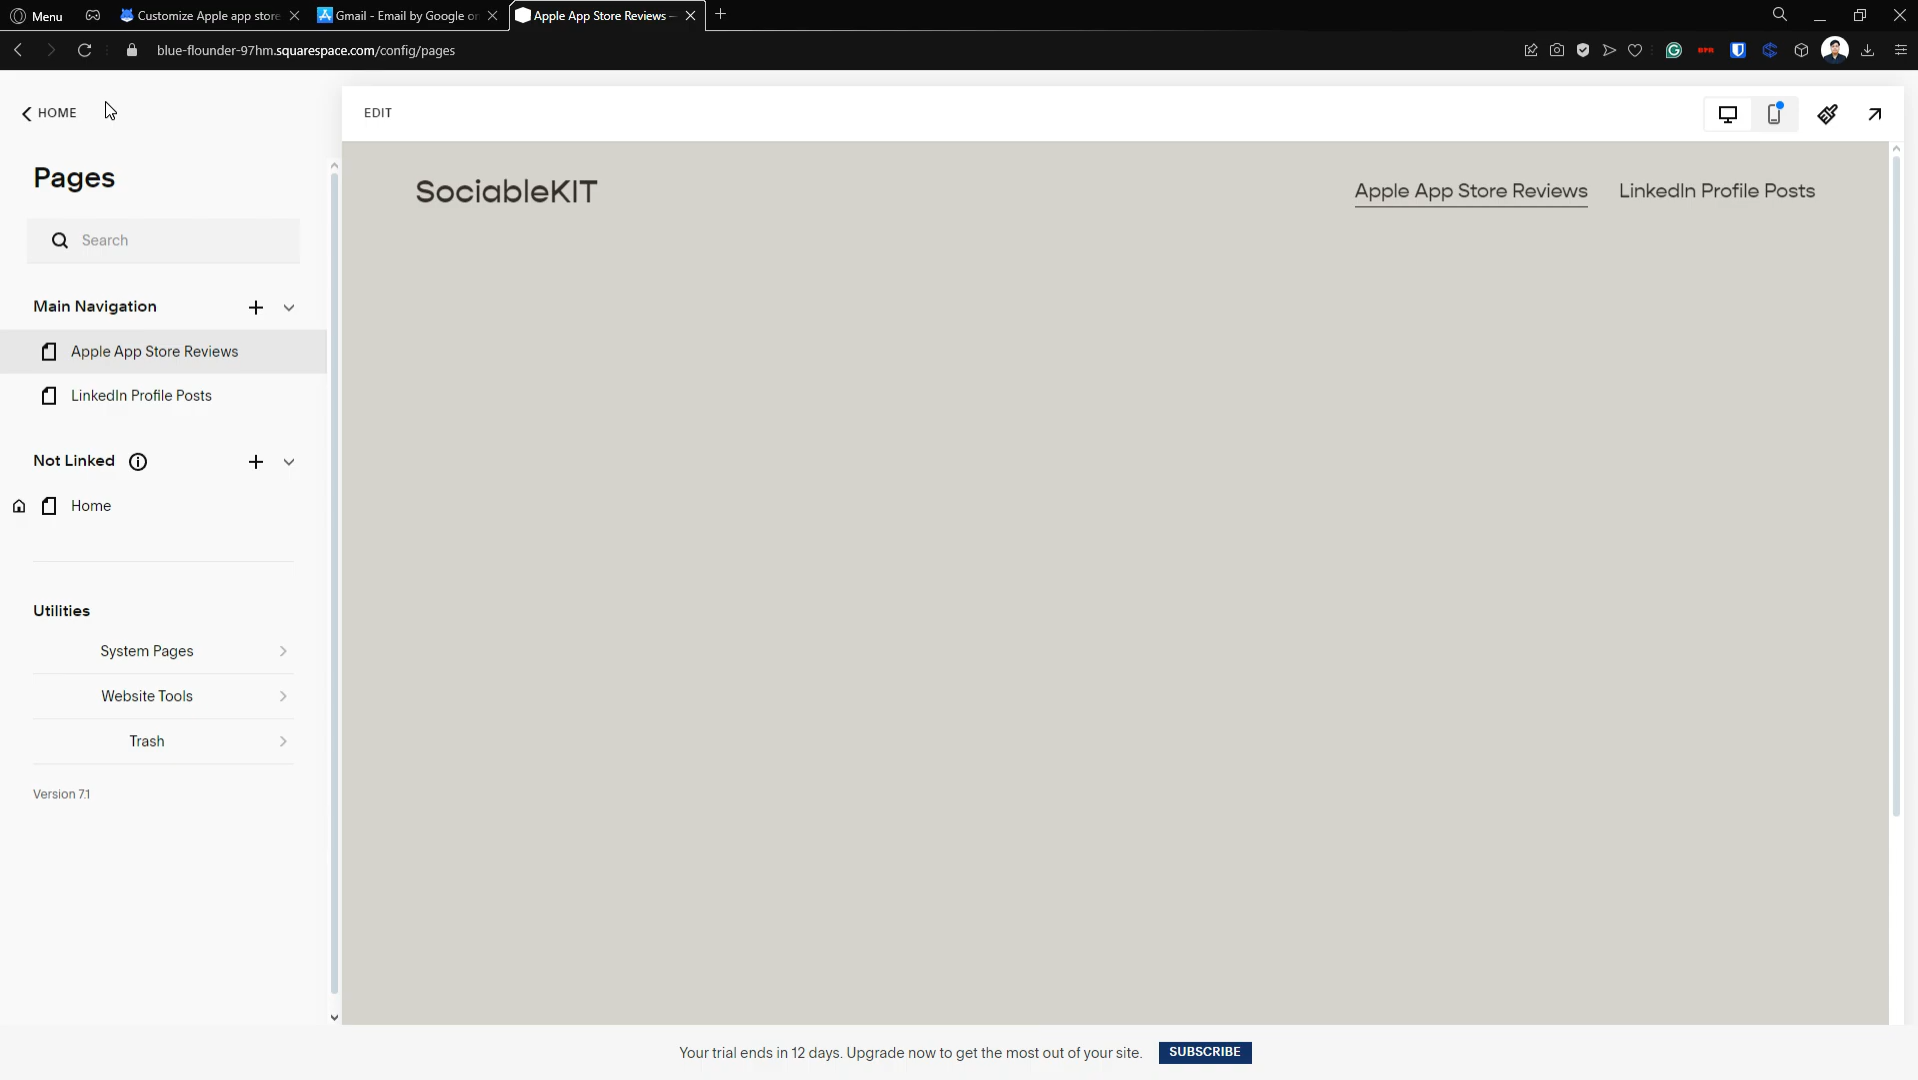 Menu
Customize Apple app store
Gmail - Email by Google or
Apple App Store Reviews –
blue-flounder-97hm.squarespace.com/config/pages
HOME
EDIT
Pages
Search
Main Navigation
Apple App Store Reviews
LinkedIn Profile Posts
Not Linked
Home
Utilities
System Pages
Website Tools
Trash
Version 7.1
SociableKIT
Apple App Store Reviews
LinkedIn Profile Posts
Your trial ends in 12 days. Upgrade now to get the most out of your site.
SUBSCRIBE